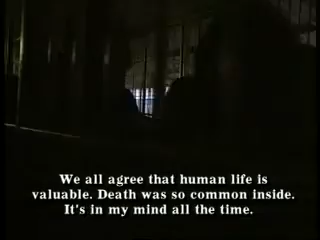 We all agree that human life is
valuable. Death was so common inside.
It's in my mind all the time.